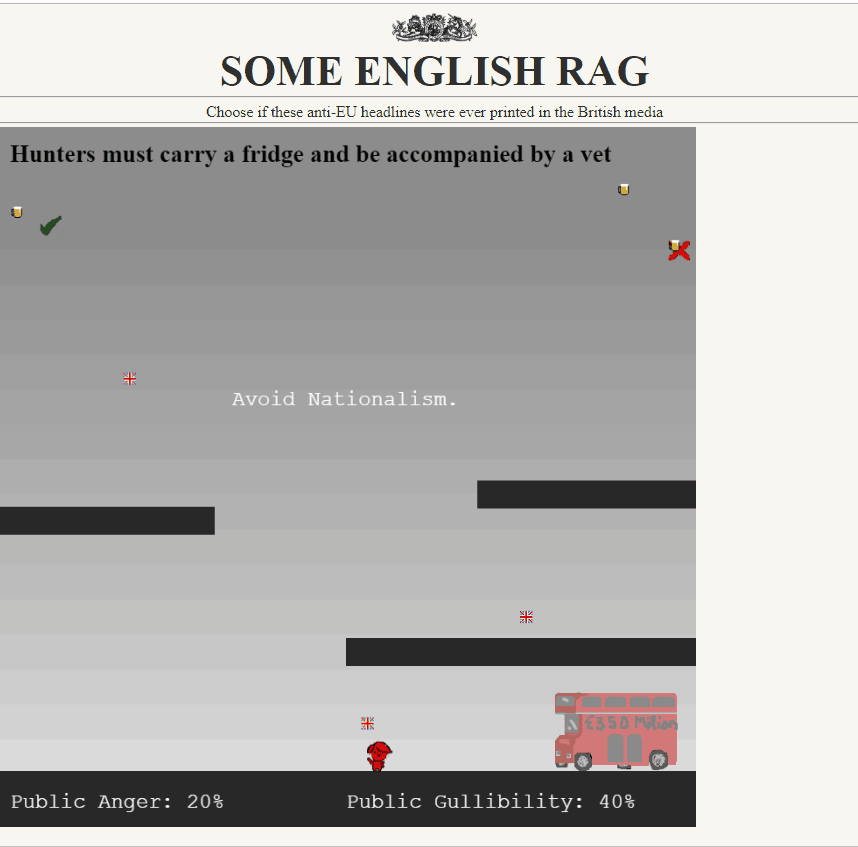 SOME ENGLISH RAG
Choose if these anti-EU headlines were ever printed in the British media
Hunters must carry a fridge and be accompanied by a vet
Avoid Nationalism.
£350 Million
Public Anger: 20%
Public Gullibility: 40%